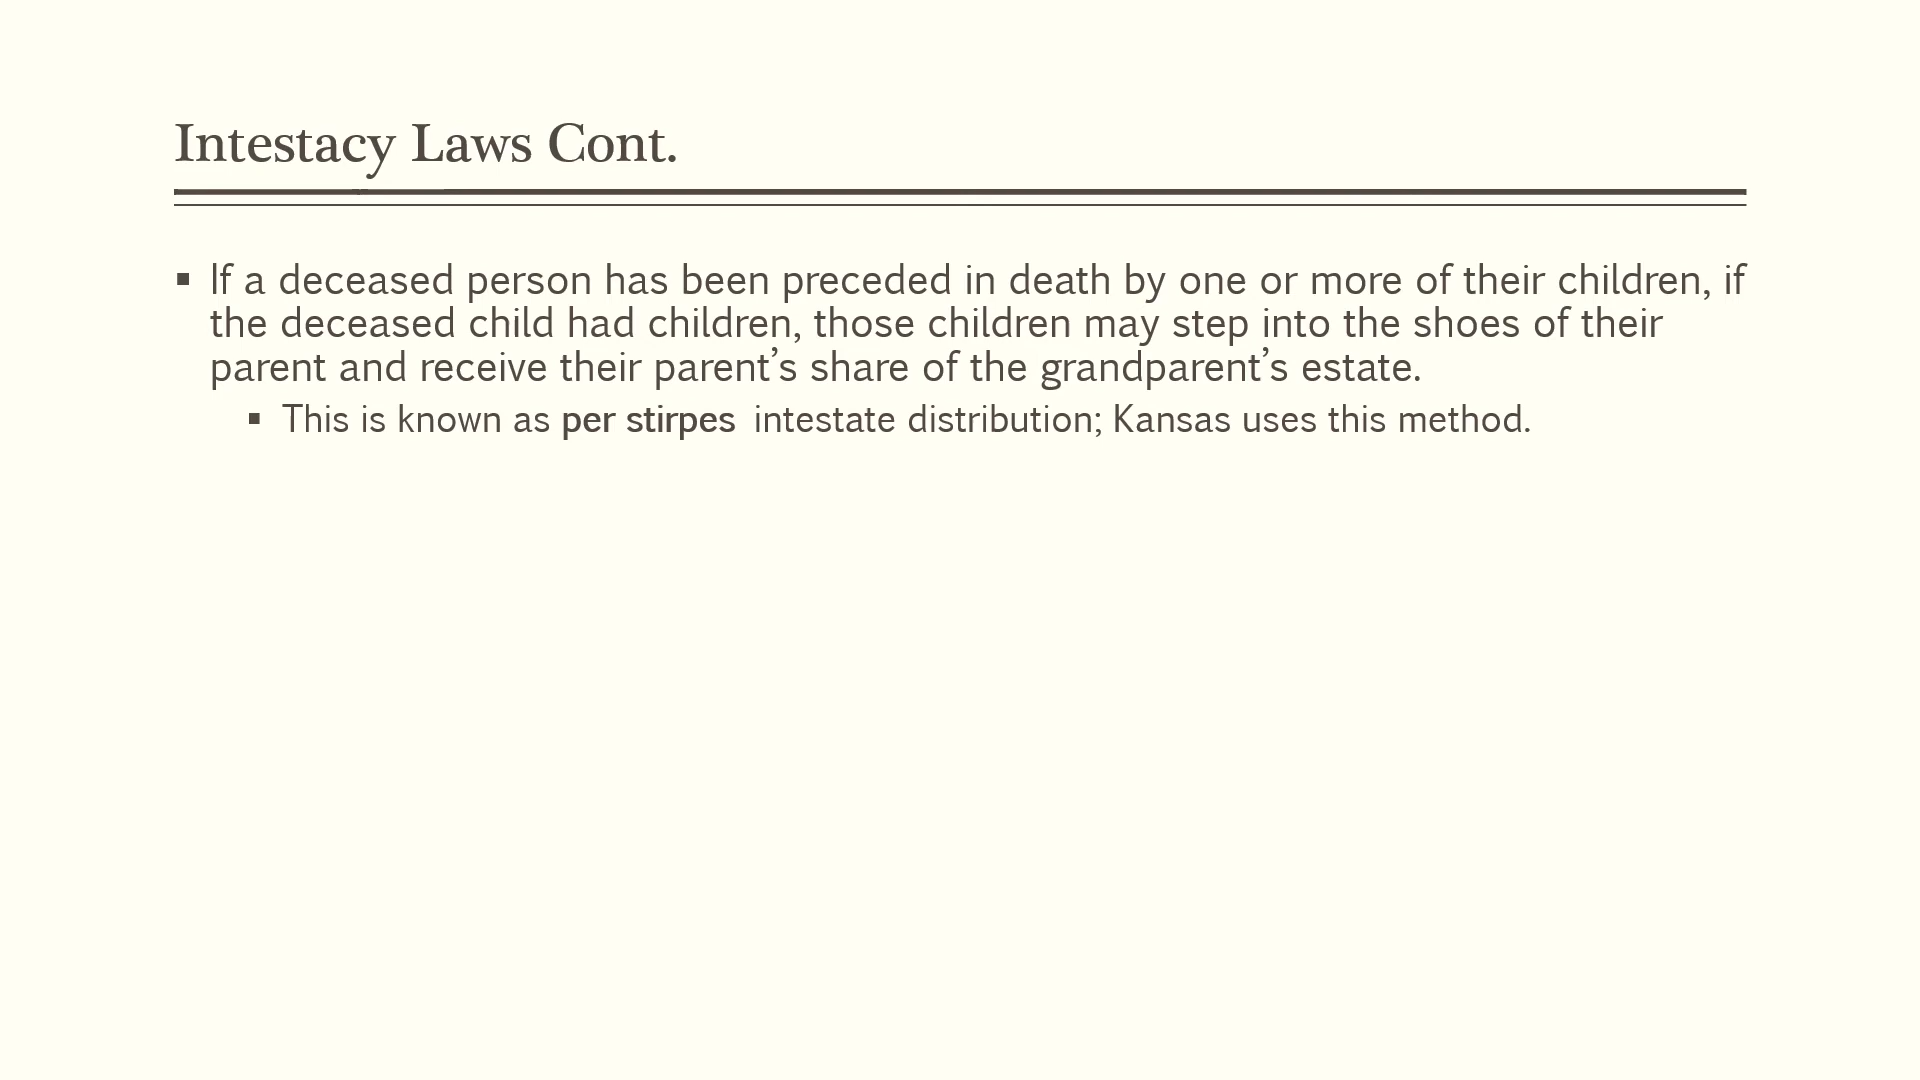 Intestacy Laws Cont.
▪ If a deceased person has been preceded in death by one or more of their children, if
the deceased child had children, those children may step into the shoes of their
parent and receive their parent’s share of the grandparent’s estate.
▪ This is known as per stirpes intestate distribution; Kansas uses this method.